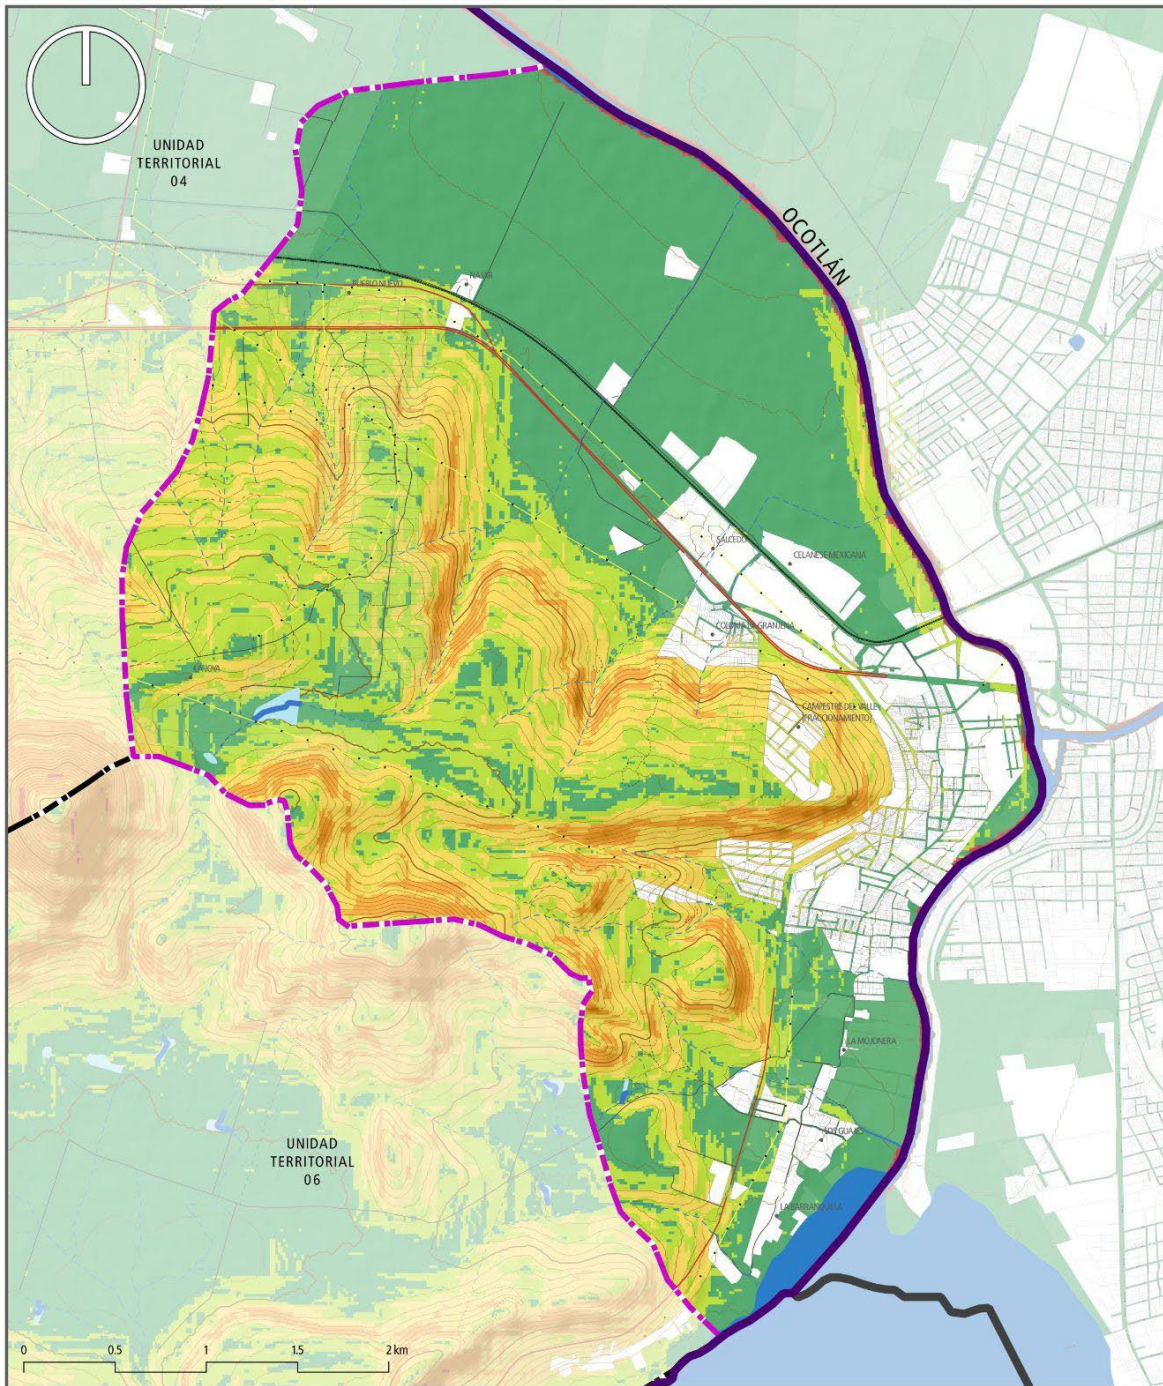 UNIDAD
TERRITORIAL
04
OCOTLÁN
PUEBLO NUEVO
SALCEDO
CELANESE MEXICANA
COLONIA LA GRANJENA
CAMPESTRE DEL VALLE
(FRACCIONAMIENTO)
LA MOJONERA
UNIDAD
TERRITORIAL
06
LA BARRANQUILLA
0 0.5 1 1.5 2 km